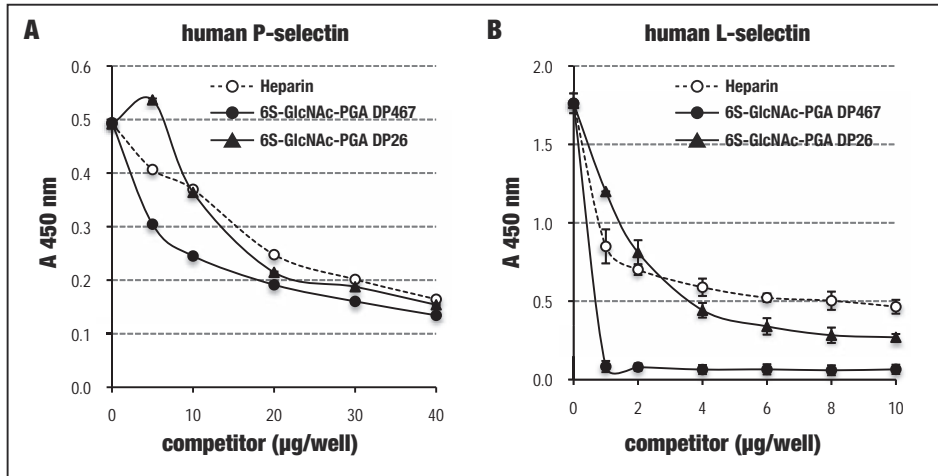 A
human P-selectin
0.6
0.5
0.4
0.3
0.2
0.1
0.0
A 450 nm
Heparin
6S-GlcNAc-PGA DP467
6S-GlcNAc-PGA DP26
0 10 20 30 40
competitor (µg/well)
B
human L-selectin
2.0
1.5
1.0
0.5
0.0
A 450 nm
Heparin
6S-GlcNAc-PGA DP467
6S-GlcNAc-PGA DP26
0 2 4 6 8 10
competitor (µg/well)